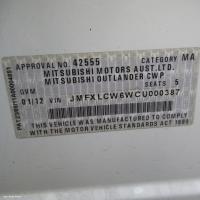 APPROVAL NO. 42555 CATEGORY MA
MITSUBISHI MOTORS AUST.LTD.
MITSUBISHI OUTLANDER CWP
GVM SEATS 5
01/12 VIN JMFXLCW6WCU000387
THIS VEHICLE WAS MANUFACTURED TO COMPLY
WITH THE MOTOR VEHICLE STANDARDS ACT 1989